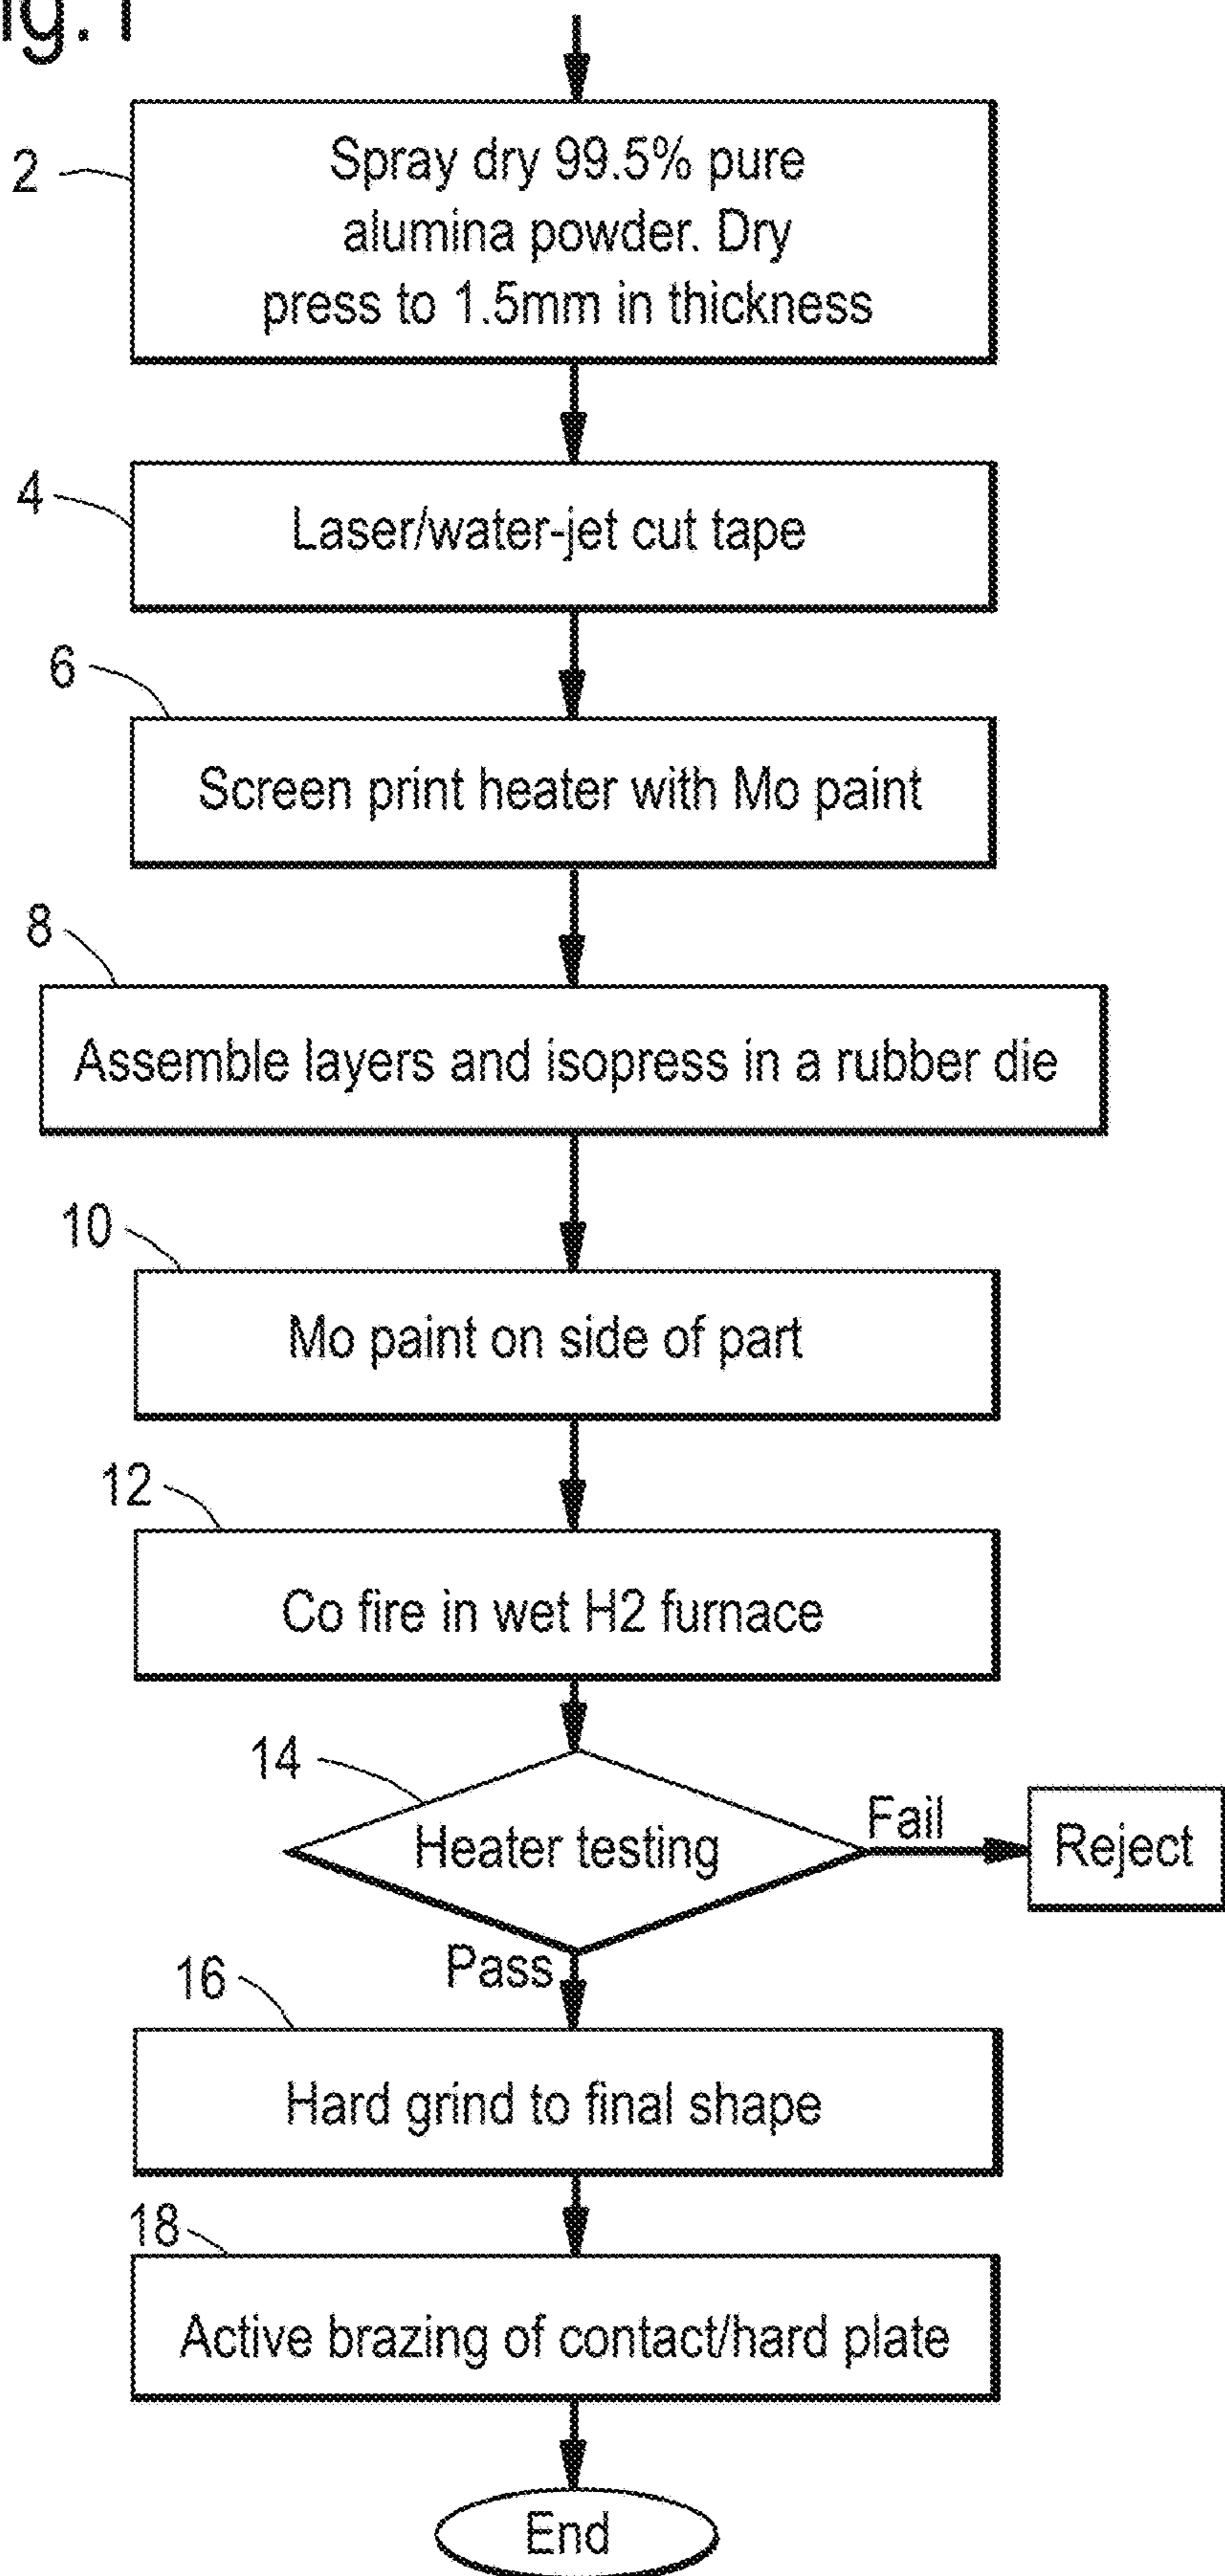 ig.1
2
Spray dry 99.5% pure
alumina powder. Dry
press to 1.5mm in thickness
4
Laser/water-jet cut tape
6
Screen print heater with Mo paint
8
Assemble layers and isopress in a rubber die
10
Mo paint on side of part
12
Co fire in wet H2 furnace
14
Heater testing
Fail
Reject
Pass
16
Hard grind to final shape
18
Active brazing of contact/hard plate
End